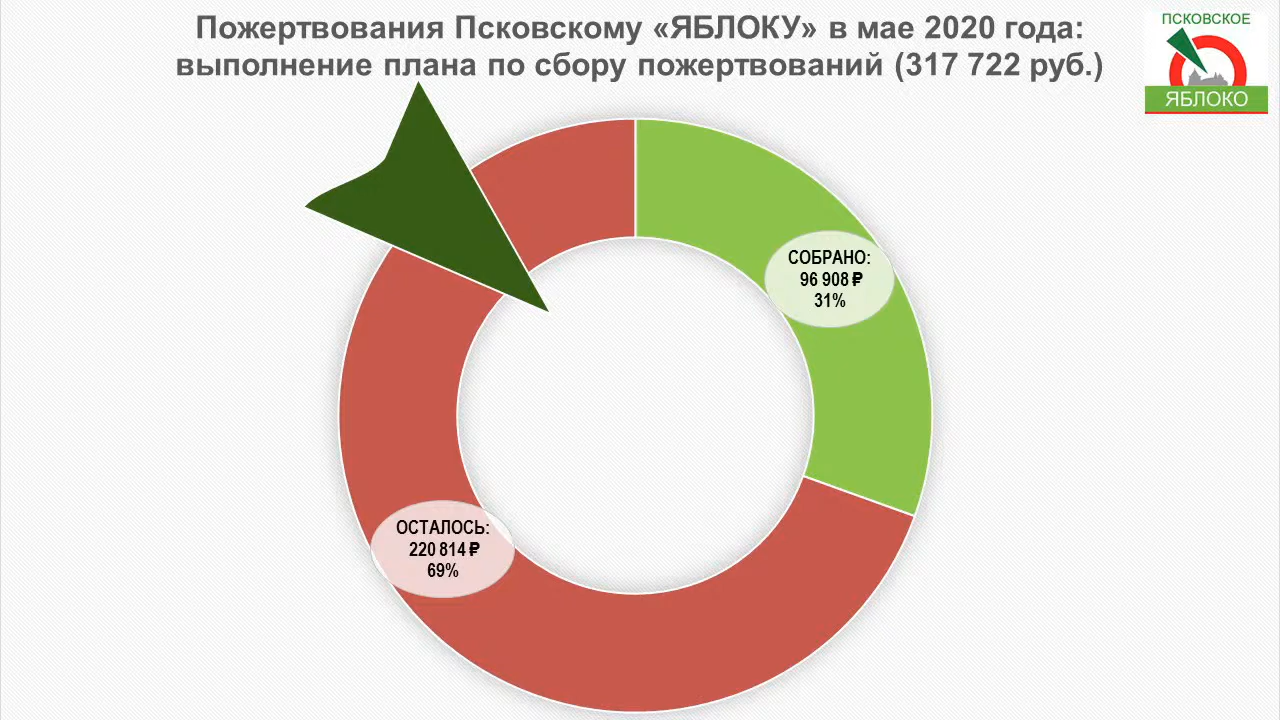 Пожертвования Псковскому «ЯБЛОКУ» в мае 2020 года:
выполнение плана по сбору пожертвований (317 722 руб.)
ПСКОВСКОЕ
ЯБЛОКО
СОБРАНО:
96 908 ₽
31%
ОСТАЛОСЬ:
220 814 ₽
69%